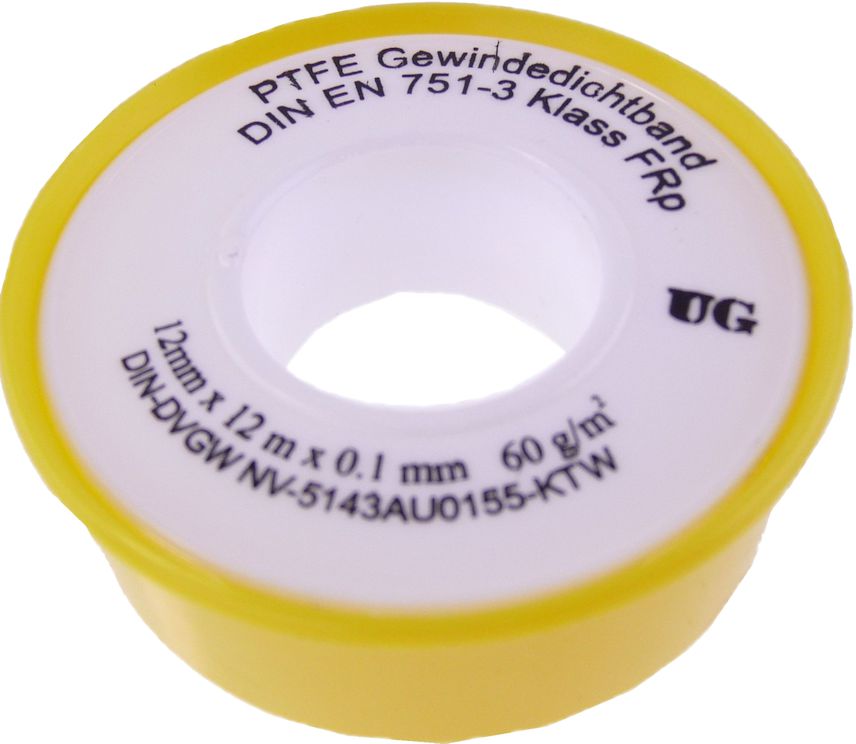 PTFE Gewindedichtband
DIN EN 751-3 Klass FRp
UG
12mm x 12 m x 0.1 mm 60 g/m²
DIN-DVGW NV-5143AU0155-KTW